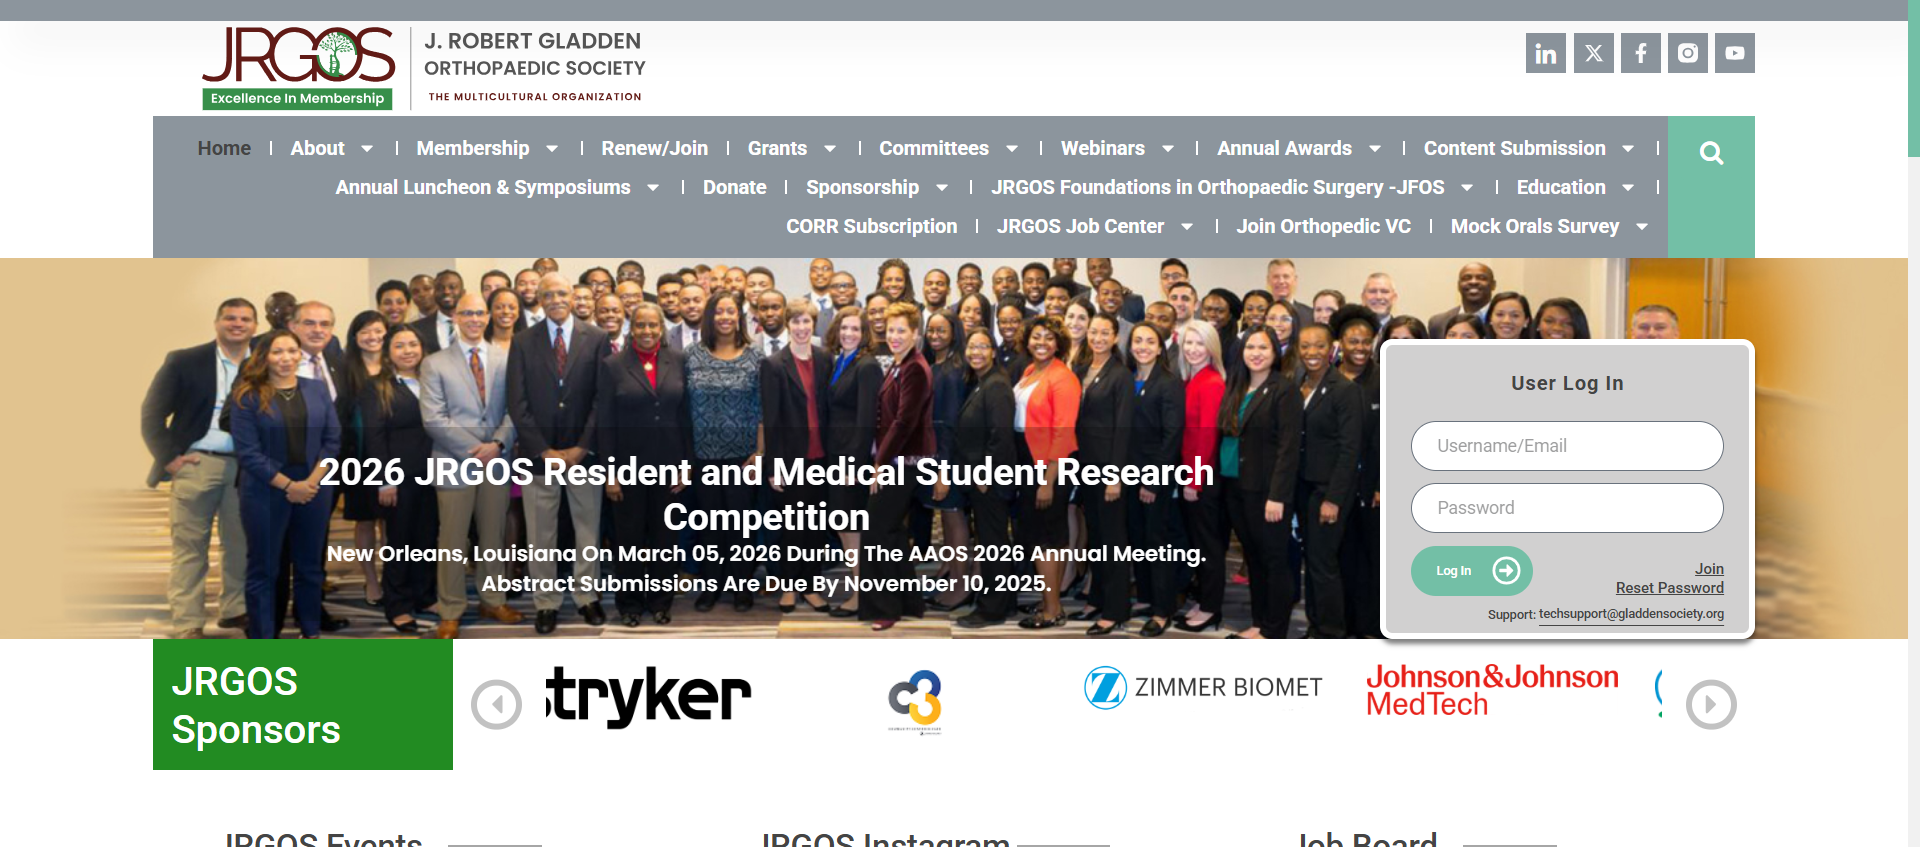 JRGOS
Excellence In Membership
J. ROBERT GLADDEN
ORTHOPAEDIC SOCIETY
THE MULTICULTURAL ORGANIZATION
Home About Membership Renew/Join Grants Committees Webinars Annual Awards Content Submission
Annual Luncheon & Symposiums Donate Sponsorship JRGOS Foundations in Orthopaedic Surgery -JFOS Education
CORR Subscription JRGOS Job Center Join Orthopedic VC Mock Orals Survey
2026 JRGOS Resident and Medical Student Research
Competition
New Orleans, Louisiana On March 05, 2026 During The AAOS 2026 Annual Meeting.
Abstract Submissions Are Due By November 10, 2025.
User Log In
Username/Email
Password
Log In
Join
Reset Password
Support: techsupport@gladdensociety.org
JRGOS
Sponsors
stryker
c3
ZIMMER BIOMET
Johnson&Johnson
MedTech
JRGOS Events
JRGOS Instagram
Job Board